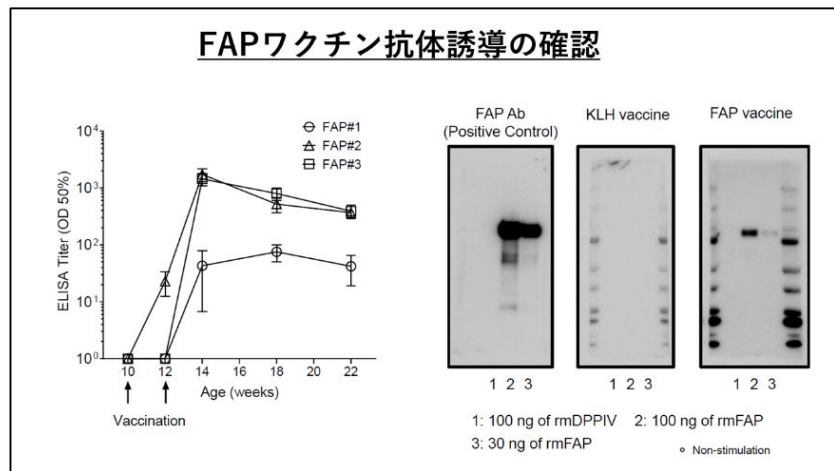 FAPワクチン抗体誘導の確認
FAP#1
FAP#2
FAP#3
ELISA Titer (OD 50%)
10⁴
10³
10²
10¹
10⁰
10 12 14 16 18 20 22
Age (weeks)
Vaccination
FAP Ab
(Positive Control)
KLH vaccine
FAP vaccine
1 2 3
1 2 3
1 2 3
1: 100 ng of rmDPPIV 2: 100 ng of rmFAP
3: 30 ng of rmFAP
Non-stimulation